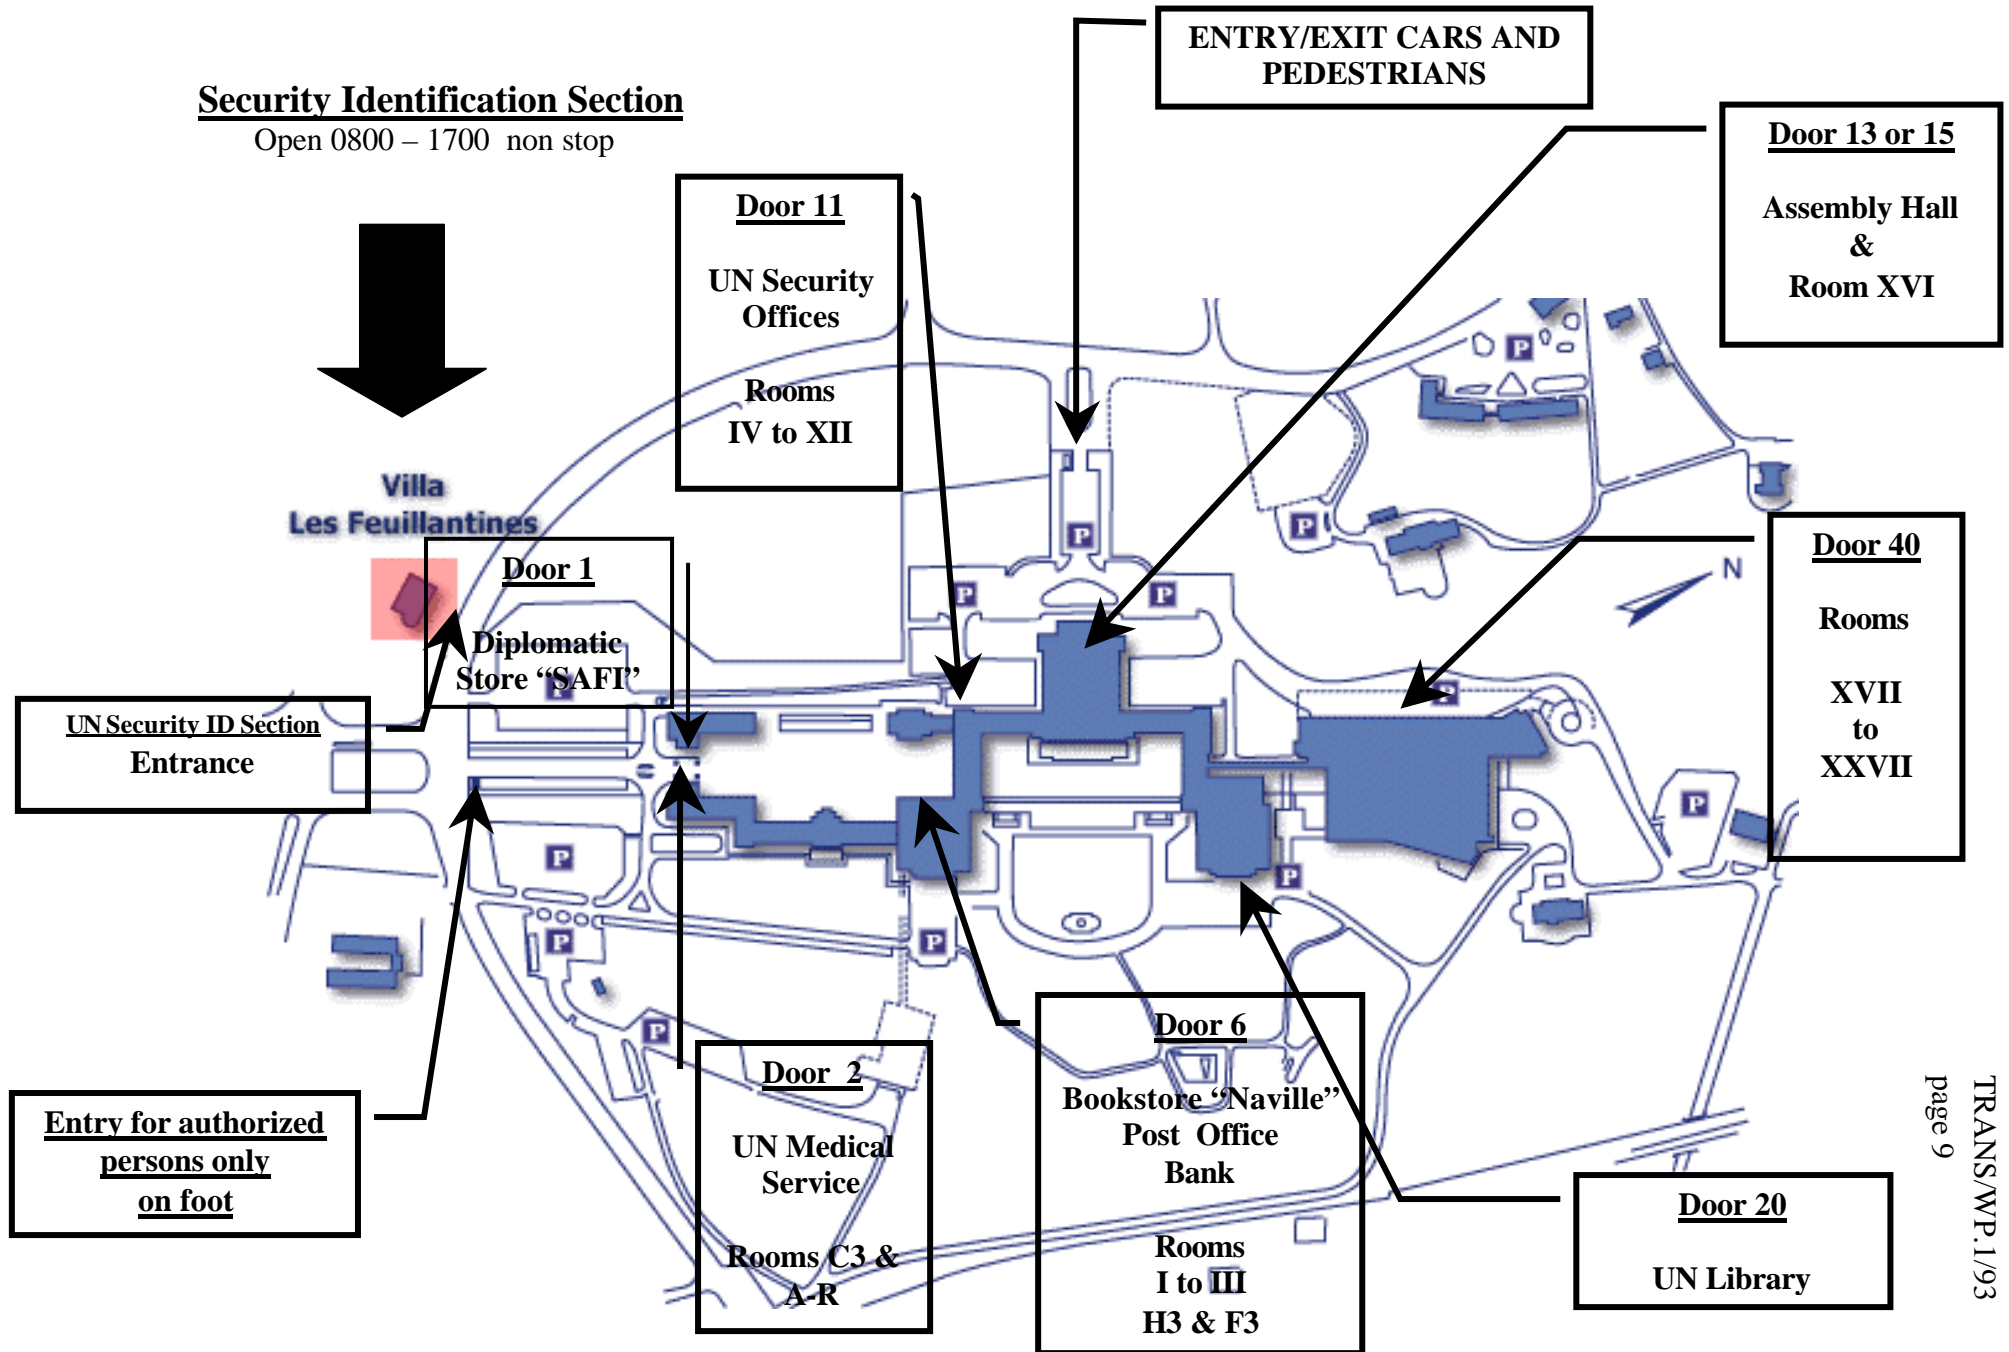 ENTRY/EXIT CARS AND
PEDESTRIANS
Security Identification Section
Open 0800 – 1700 non stop
Door 13 or 15
Assembly Hall
&
Room XVI
Door 11
UN Security
Offices
Rooms
IV to XII
P
Villa
Les Feuillantines
P
P
Door 40
Rooms
XVII
to
XXVII
N
Door 1
Diplomatic
Store “SAFI”
P
P
P
P
UN Security ID Section
Entrance
P
P
P
P
P
P
Entry for authorized
persons only
on foot
Door 2
UN Medical
Service
Rooms C3 &
A-R
P
Door 6
Bookstore “Naville”
Post Office
Bank
Rooms
I to III
H3 & F3
Door 20
UN Library
TRANS/WP.1/93
page 9